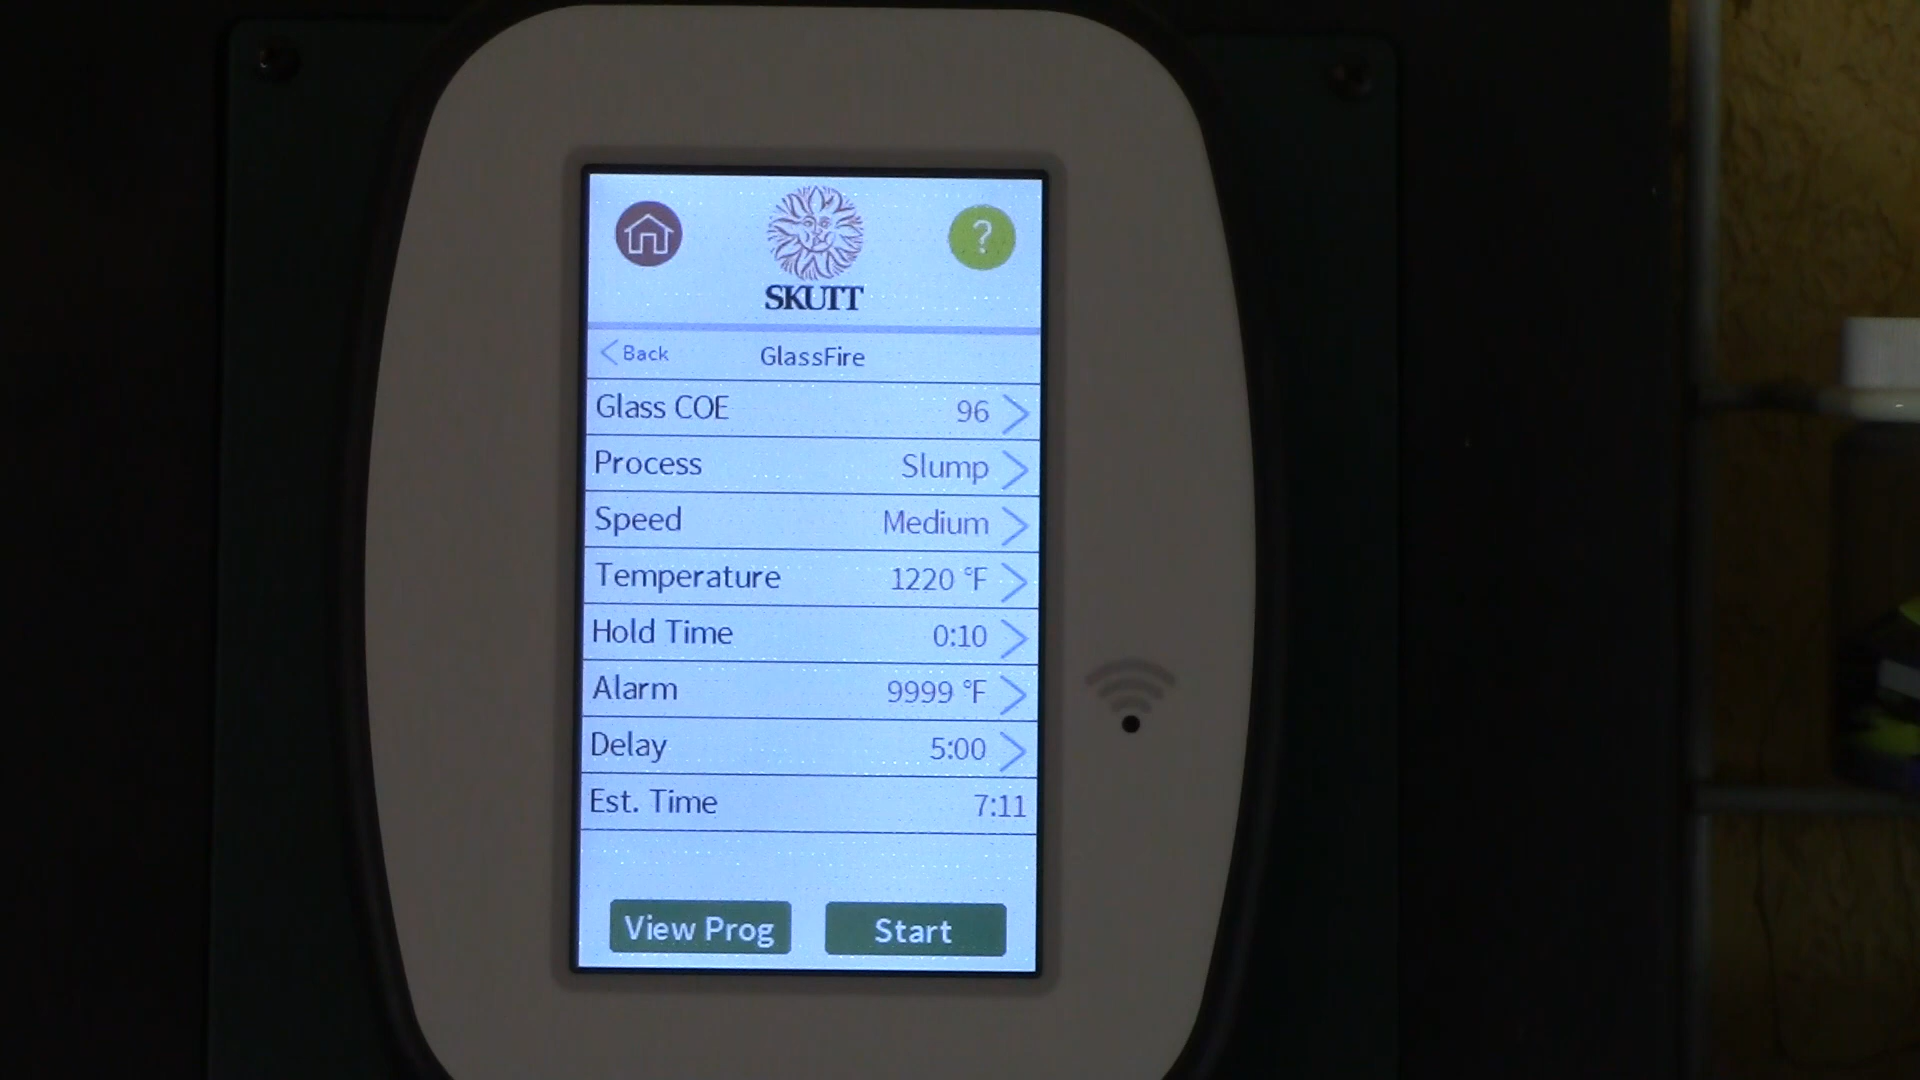 ?
SKUTT
Back GlassFire
Glass COE 96
Process Slump
Speed Medium
Temperature 1220 °F
Hold Time 0:10
Alarm 9999 °F
Delay 5:00
Est. Time 7:11
View Prog Start